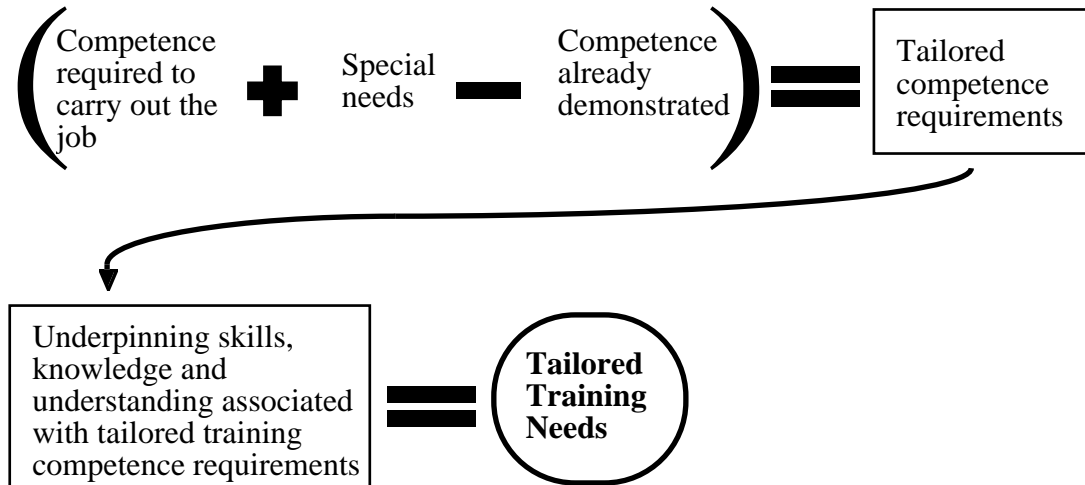 Competence
required to
carry out the
job
Special
needs
Competence
already
demonstrated
Tailored
competence
requirements
Underpinning skills,
knowledge and
understanding associated
with tailored training
competence requirements
Tailored
Training
Needs